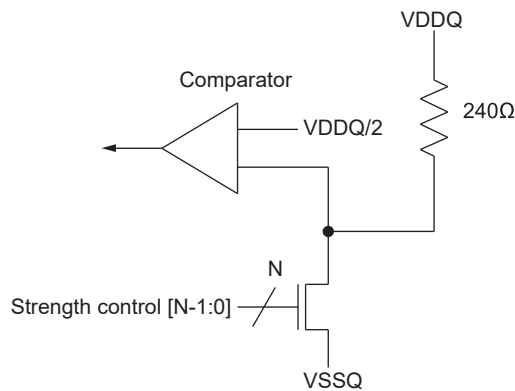 VDDQ
Comparator
240Ω
VDDQ/2
N
Strength control [N-1:0]
VSSQ